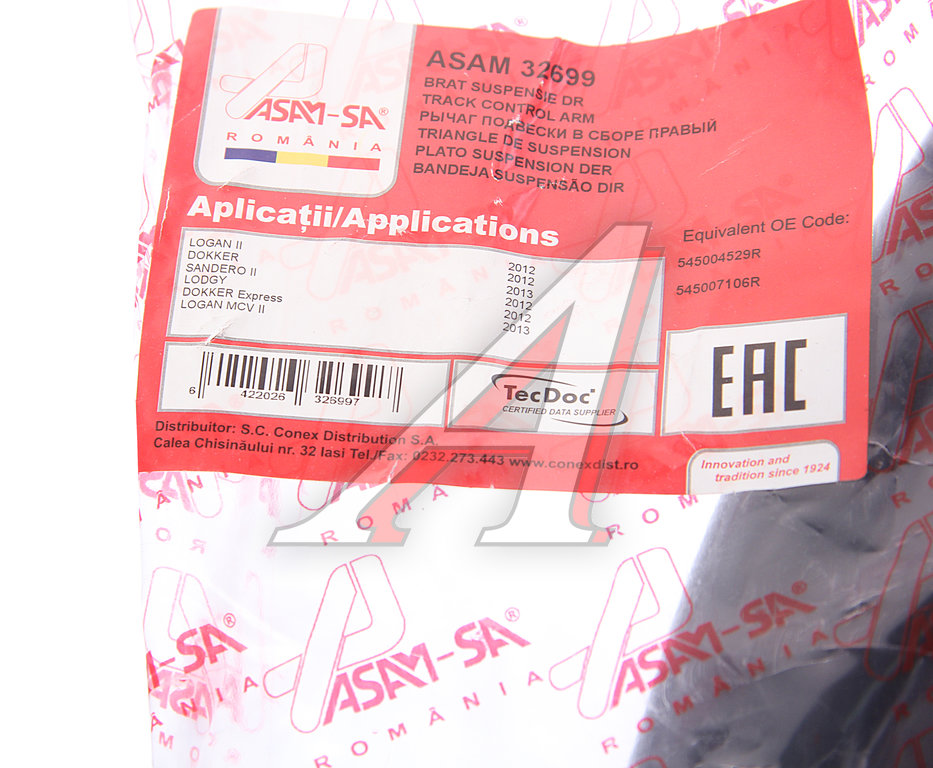 ASAM-SA®
ROMÂNIA
ASAM 32699
BRAT SUSPENSIE DR
TRACK CONTROL ARM
РЫЧАГ ПОДВЕСКИ В СБОРЕ ПРАВЫЙ
TRIANGLE DE SUSPENSION
PLATO SUSPENSION DER
BANDEJA SUSPENSÃO DIR
Aplicații/Applications
LOGAN II 2012
DOKKER 2012
SANDERO II 2013
LODGY 2012
DOKKER Express 2012
LOGAN MCV II 2013
Equivalent OE Code:
545004529R
545007106R
6 422026 326997
TecDoc®
CERTIFIED DATA SUPPLIER
EAC
Distribuitor: S.C. Conex Distribution S.A.
Calea Chisinăului nr. 32 Iasi Tel./Fax: 0232.273.443 www.conexdist.ro
Innovation and
tradition since 1924
ROMÂNIA
ASAM-SA®
ASAM-SA®
ASAM-SA
ROMÂNIA